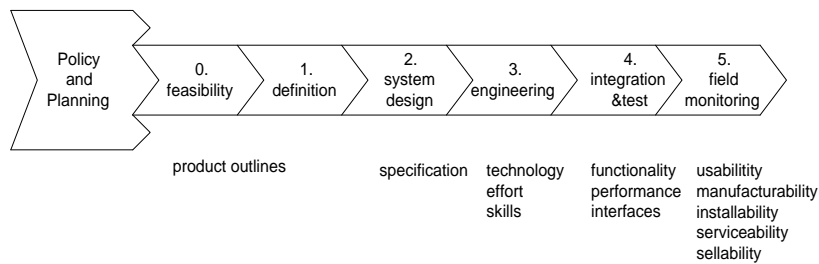 Policy
and
Planning
0.
feasibility
1.
definition
2.
system
design
3.
engineering
4.
integration
&test
5.
field
monitoring
product outlines
specification
technology
effort
skills
functionality
performance
interfaces
usabilitity
manufacturability
installability
serviceability
sellability